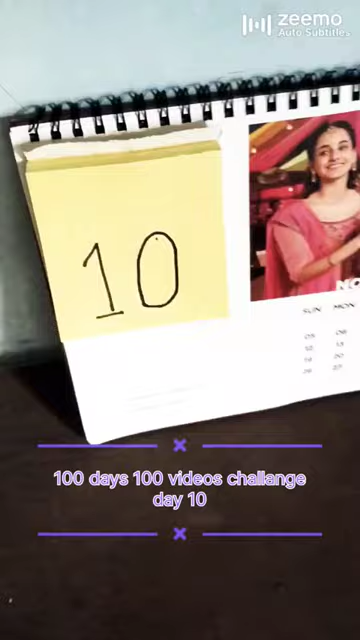 zeemo
Auto Subtitles
10
NO
SUN MON
05 06
12 13
19 20
26 27
100 days 100 videos challange
day 10